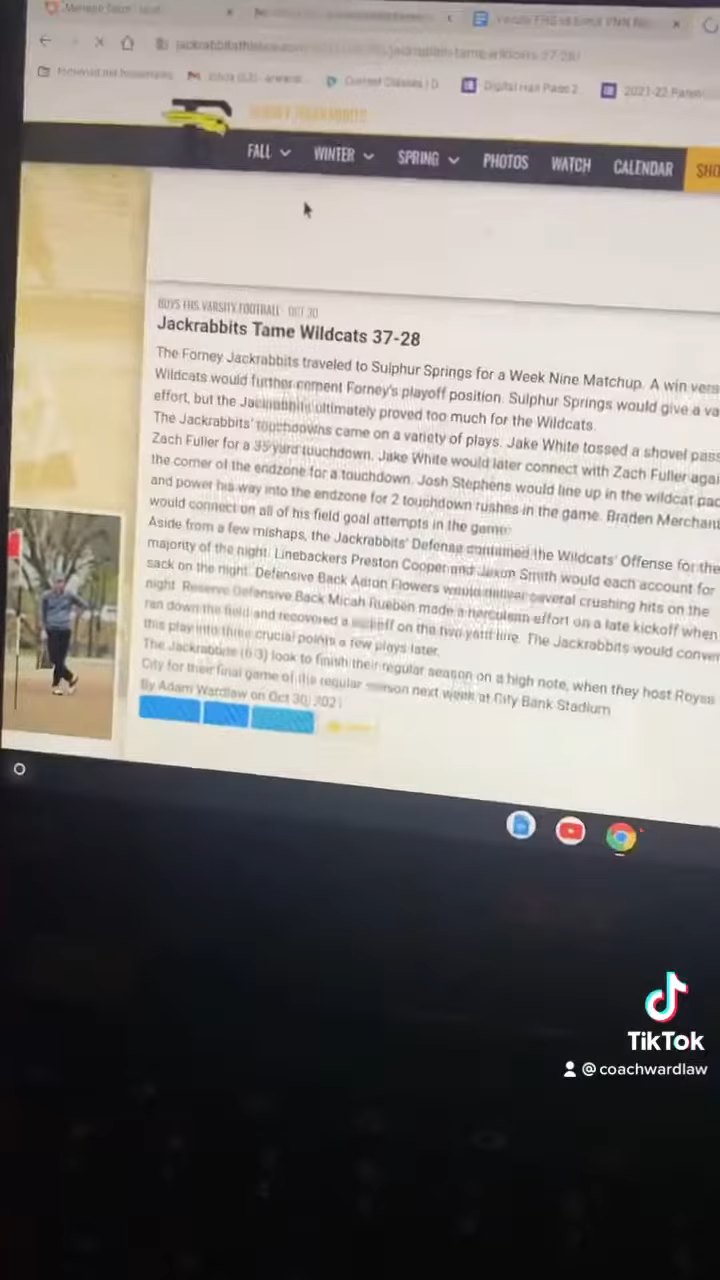 FALL WINTER SPRING PHOTOS WATCH CALENDAR SHO
BOYS FHS VARSITY FOOTBALL · OCT 30
Jackrabbits Tame Wildcats 37-28
The Forney Jackrabbits traveled to Sulphur Springs for a Week Nine Matchup. A win vers
Wildcats would further cement Forney's playoff position. Sulphur Springs would give a va
effort, but the Jackrabbits ultimately proved too much for the Wildcats.
The Jackrabbits' touchdowns came on a variety of plays. Jake White tossed a shovel pass
Zach Fuller for a 35 yard touchdown. Jake White would later connect with Zach Fuller agai
the corner of the endzone for a touchdown. Josh Stephens would line up in the wildcat pac
and power his way into the endzone for 2 touchdown rushes in the game. Braden Merchan
would connect on all of his field goal attempts in the game.
Aside from a few mishaps, the Jackrabbits' Defense contained the Wildcats' Offense for the
majority of the night. Linebackers Preston Cooper and Smith would each account for
sack on the night. Defensive Back Flowers would deliver several crushing hits on the
night. Reserve Defensive Back Micah Rueben made a herculean effort on a late kickoff when
ran down the field and recovered a kickoff on the two yard line. The Jackrabbits would conver
this play into three crucial points a few plays later.
The Jackrabbits (6-3) look to finish their regular season on a high note, when they host Royse
City for their final game of the regular season next week at City Bank Stadium
By Adam Wardlaw on Oct 30, 2021
TikTok
@coachwardlaw